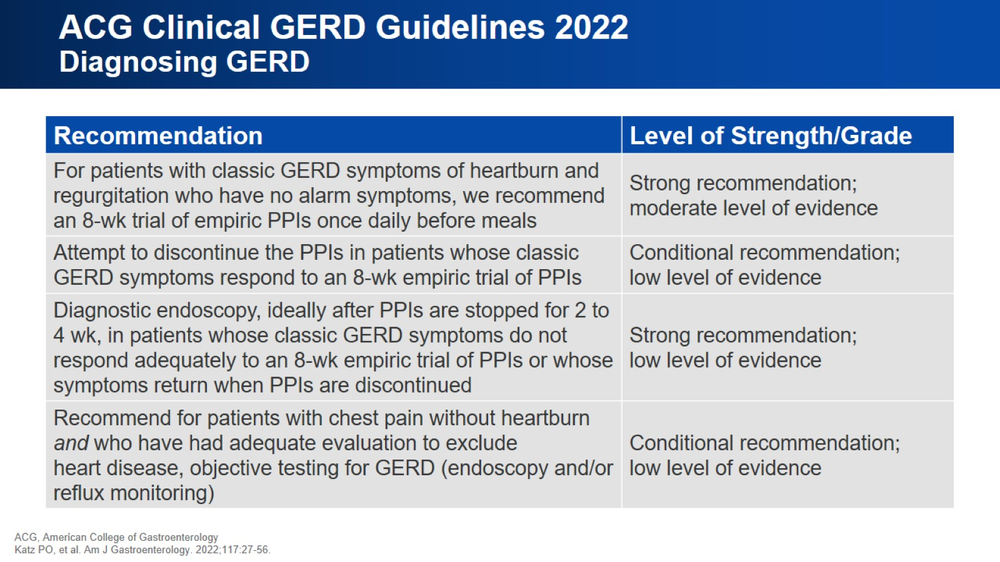 ACG Clinical GERD Guidelines 2022
Diagnosing GERD
Recommendation
Level of Strength/Grade
For patients with classic GERD symptoms of heartburn and
regurgitation who have no alarm symptoms, we recommend
an 8-wk trial of empiric PPIs once daily before meals
Strong recommendation;
moderate level of evidence
Attempt to discontinue the PPIs in patients whose classic
GERD symptoms respond to an 8-wk empiric trial of PPIs
Conditional recommendation;
low level of evidence
Diagnostic endoscopy, ideally after PPIs are stopped for 2 to
4 wk, in patients whose classic GERD symptoms do not
respond adequately to an 8-wk empiric trial of PPIs or whose
symptoms return when PPIs are discontinued
Strong recommendation;
low level of evidence
Recommend for patients with chest pain without heartburn
and who have had adequate evaluation to exclude
heart disease, objective testing for GERD (endoscopy and/or
reflux monitoring)
Conditional recommendation;
low level of evidence
ACG, American College of Gastroenterology
Katz PO, et al. Am J Gastroenterology. 2022;117:27-56.